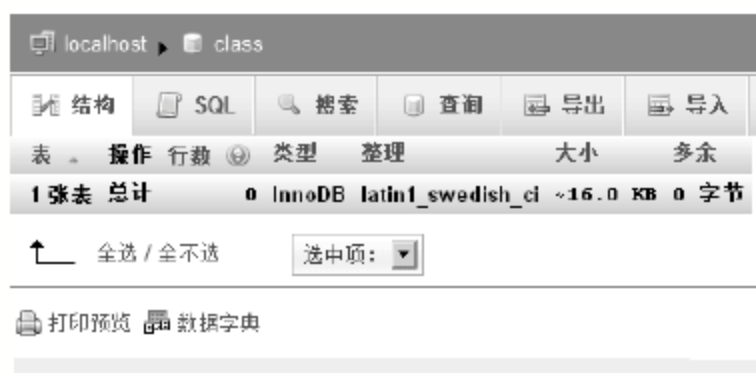 localhost class
结构 SQL 搜索 查询 导出 导入
表 操作 行数 类型 整理 大小 多余
1 张表 总计 0 InnoDB latin1_swedish_ci ~16.0 KB 0 字节
全选 / 全不选 选中项:
打印预览 数据字典